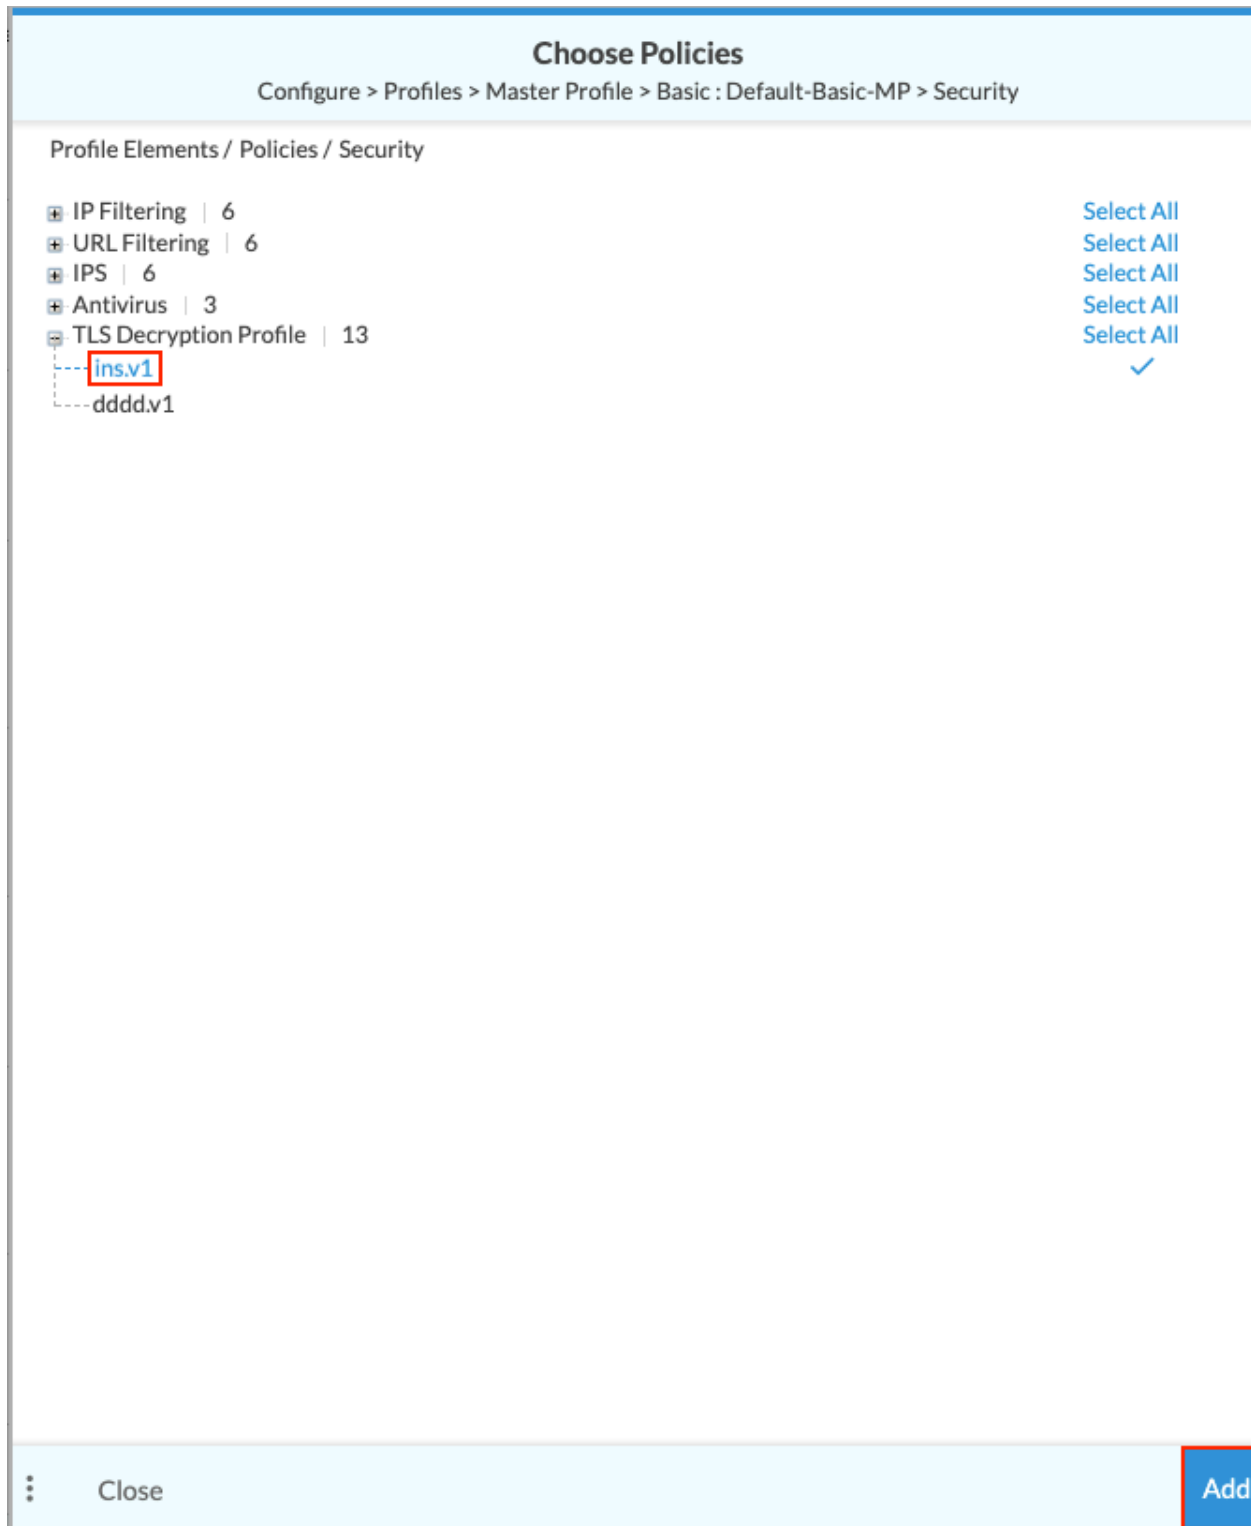 Choose Policies
Configure > Profiles > Master Profile > Basic : Default-Basic-MP > Security
Profile Elements / Policies / Security
IP Filtering | 6 Select All
URL Filtering | 6 Select All
IPS | 6 Select All
Antivirus | 3 Select All
TLS Decryption Profile | 13 Select All
ins.v1
dddd.v1
Close Add